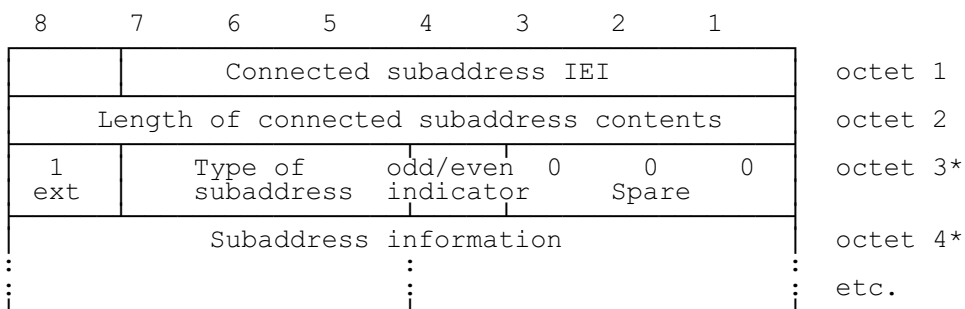 8 7 6 5 4 3 2 1
Connected subaddress IEI octet 1
Length of connected subaddress contents octet 2
1 Type of odd/even 0 0 0 octet 3*
ext subaddress indicator Spare
Subaddress information octet 4*
: : :
: : : etc.